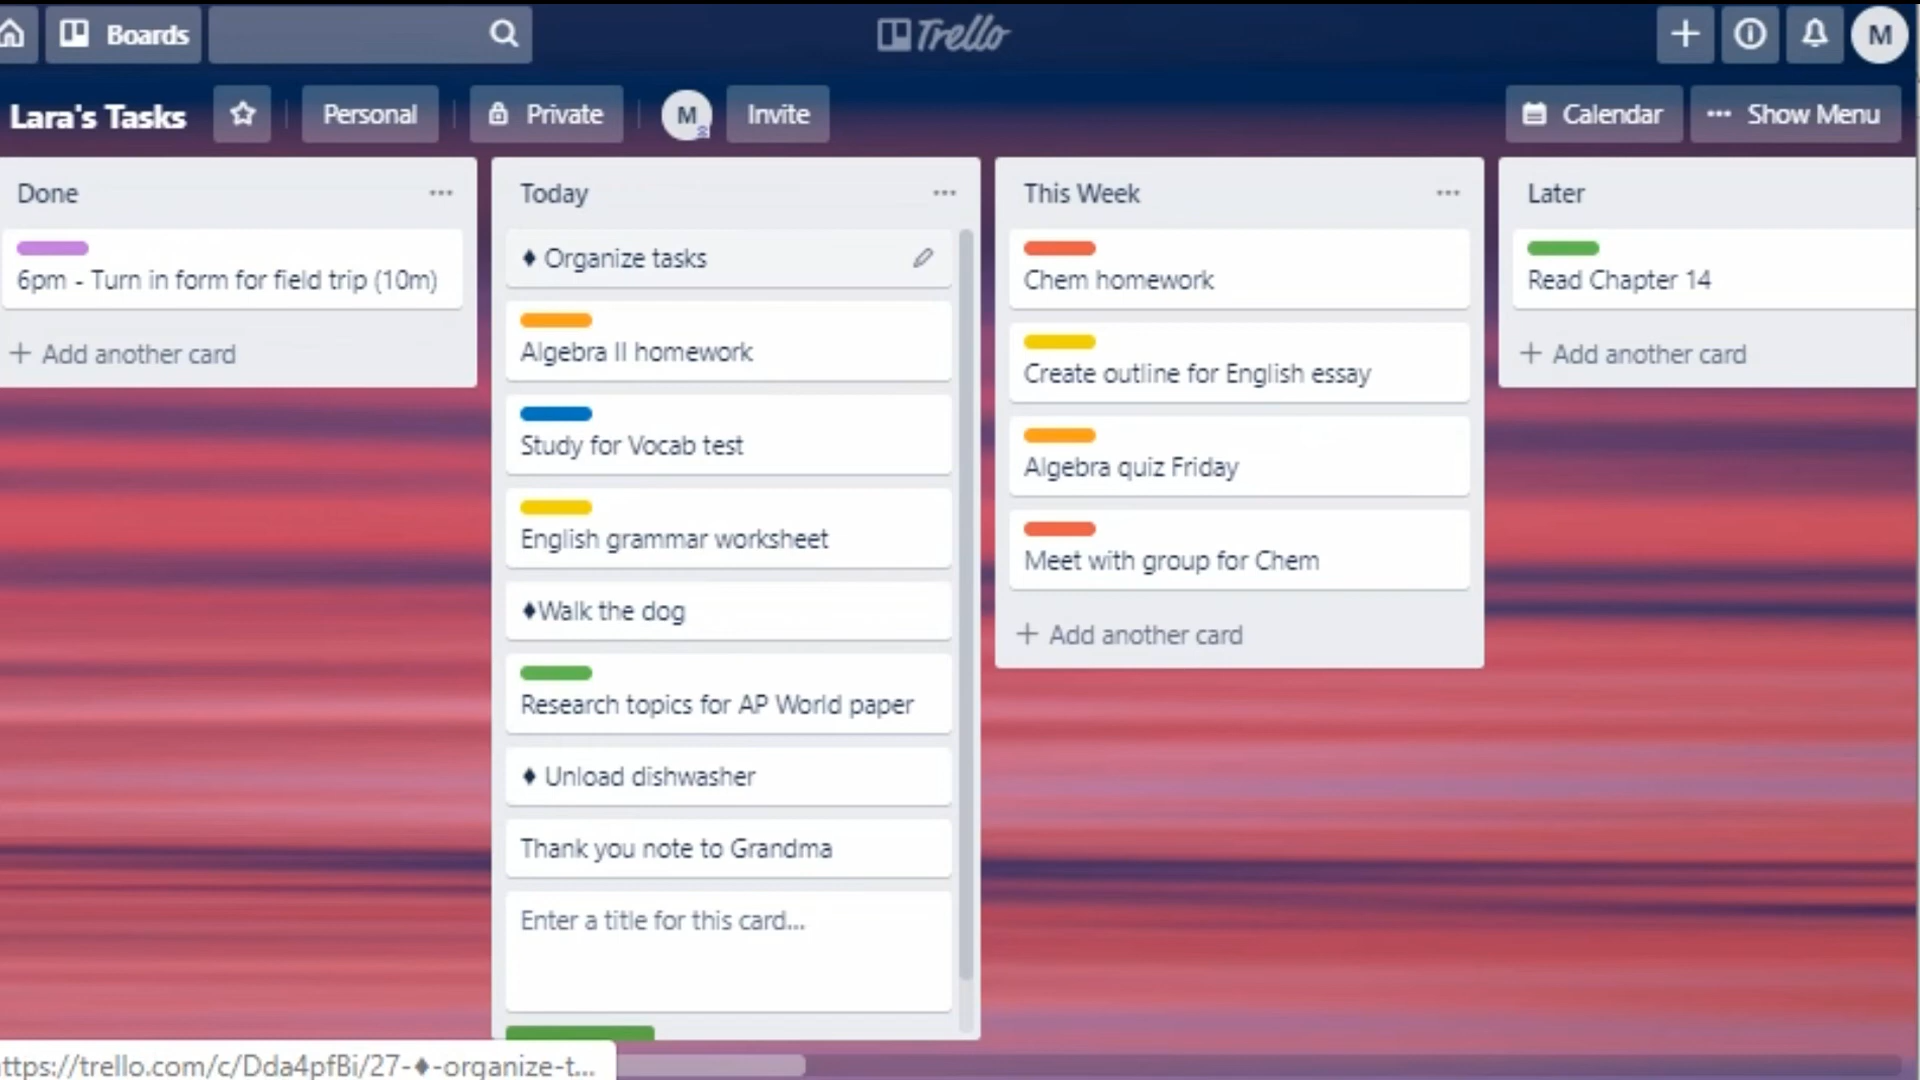 Boards
Trello
M
Lara's Tasks
Personal
Private
M
Invite
Calendar
Show Menu
Done
6pm - Turn in form for field trip (10m)
+ Add another card
Today
♦ Organize tasks
Algebra II homework
Study for Vocab test
English grammar worksheet
♦Walk the dog
Research topics for AP World paper
♦ Unload dishwasher
Thank you note to Grandma
Enter a title for this card...
This Week
Chem homework
Create outline for English essay
Algebra quiz Friday
Meet with group for Chem
+ Add another card
Later
Read Chapter 14
+ Add another card
ttps://trello.com/c/Dda4pfBi/27-♦-organize-t...